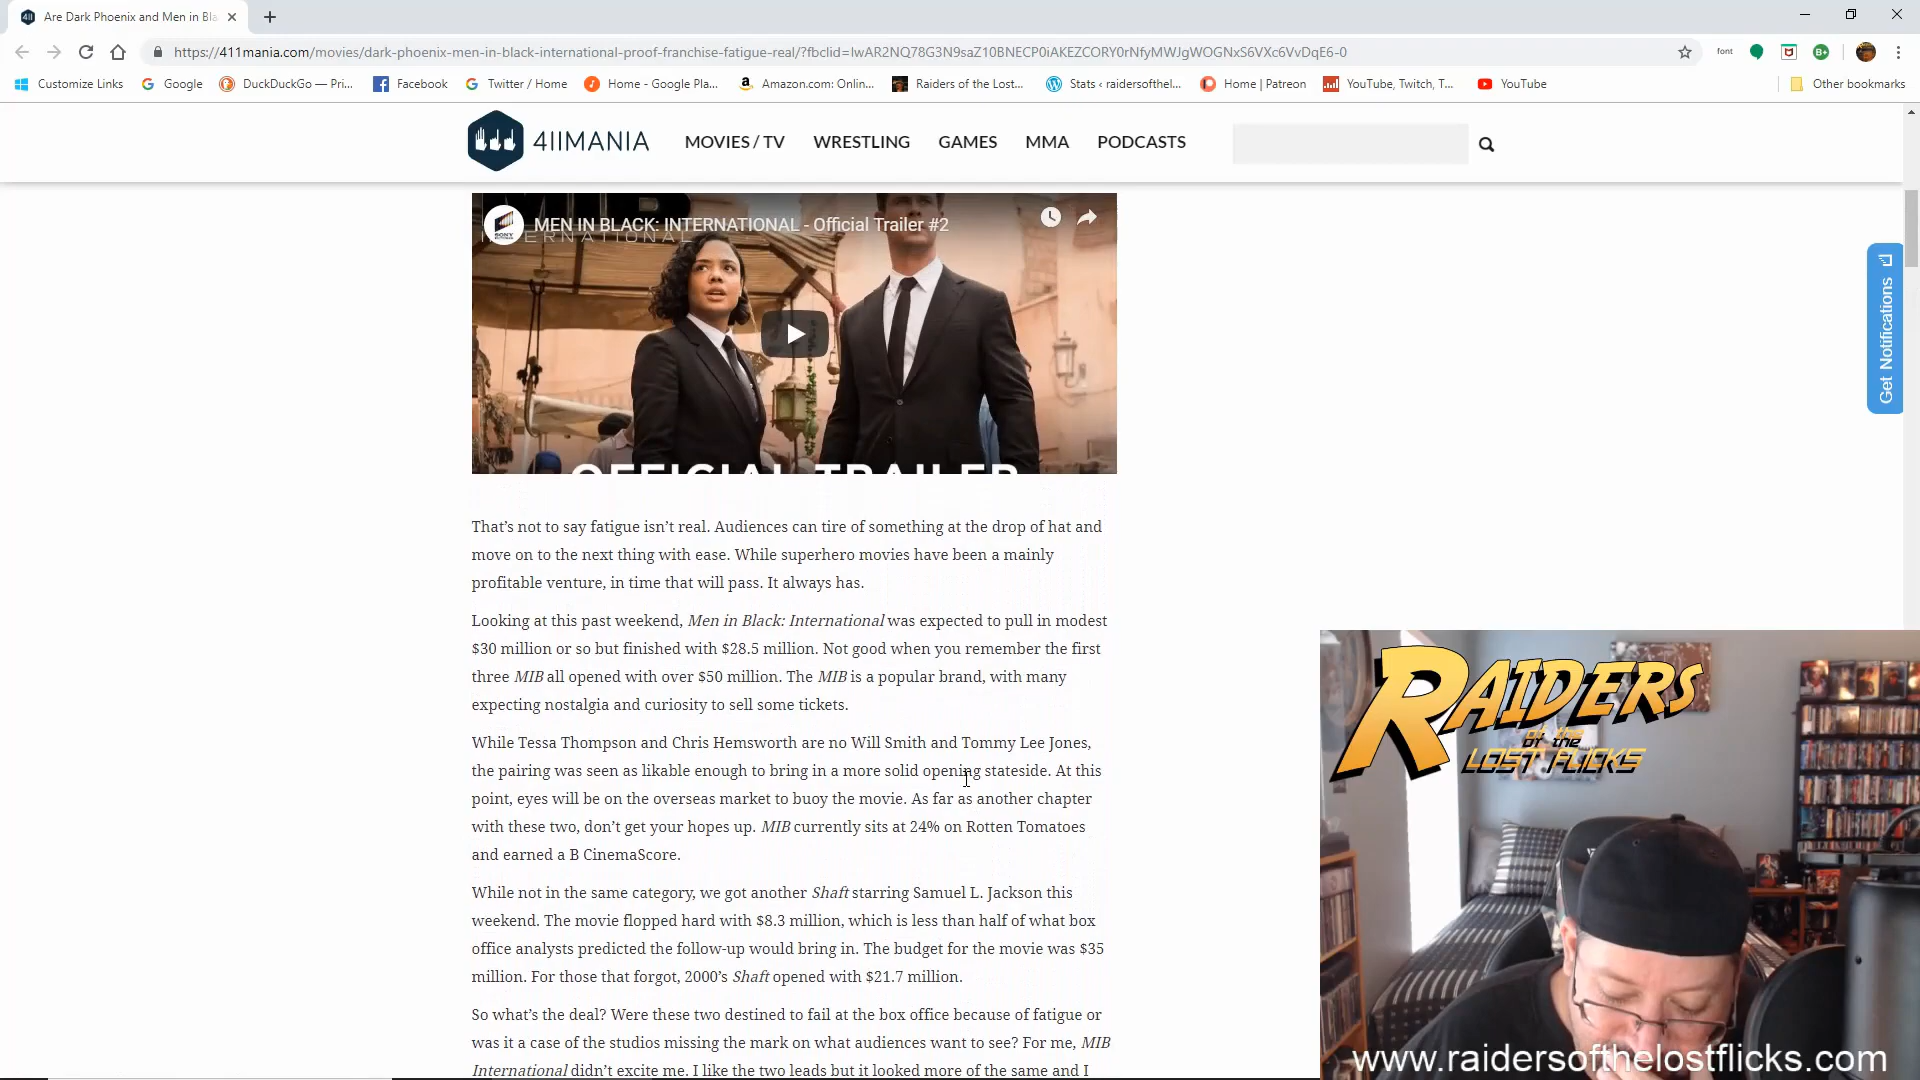 Are Dark Phoenix and Men in Bla
https://411mania.com/movies/dark-phoenix-men-in-black-international-proof-franchise-fatigue-real/?fbclid=IwAR2NQ78G3N9saZ10BNECP0iAKEZCORY0rNfyMWJgWOGNxS6VXc6VvDqE6-0
Customize Links
Google
DuckDuckGo — Pri...
Facebook
Twitter / Home
Home - Google Pla...
Amazon.com: Onlin...
Raiders of the Lost...
Stats ‹ raidersofthel...
Home | Patreon
YouTube, Twitch, T...
YouTube
Other bookmarks
411MANIA
MOVIES / TV
WRESTLING
GAMES
MMA
PODCASTS
MEN IN BLACK: INTERNATIONAL - Official Trailer #2
INTERNATIONAL
OFFICIAL TRAILER
Get Notifications
That's not to say fatigue isn't real. Audiences can tire of something at the drop of hat and
move on to the next thing with ease. While superhero movies have been a mainly
profitable venture, in time that will pass. It always has.
Looking at this past weekend, Men in Black: International was expected to pull in modest
$30 million or so but finished with $28.5 million. Not good when you remember the first
three MIB all opened with over $50 million. The MIB is a popular brand, with many
expecting nostalgia and curiosity to sell some tickets.
While Tessa Thompson and Chris Hemsworth are no Will Smith and Tommy Lee Jones,
the pairing was seen as likable enough to bring in a more solid opening stateside. At this
point, eyes will be on the overseas market to buoy the movie. As far as another chapter
with these two, don't get your hopes up. MIB currently sits at 24% on Rotten Tomatoes
and earned a B CinemaScore.
While not in the same category, we got another Shaft starring Samuel L. Jackson this
weekend. The movie flopped hard with $8.3 million, which is less than half of what box
office analysts predicted the follow-up would bring in. The budget for the movie was $35
million. For those that forgot, 2000's Shaft opened with $21.7 million.
So what's the deal? Were these two destined to fail at the box office because of fatigue or
was it a case of the studios missing the mark on what audiences want to see? For me, MIB
International didn't excite me. I like the two leads but it looked more of the same and I
RAIDERS
of the
LOST FLICKS
www.raidersofthelostflicks.com